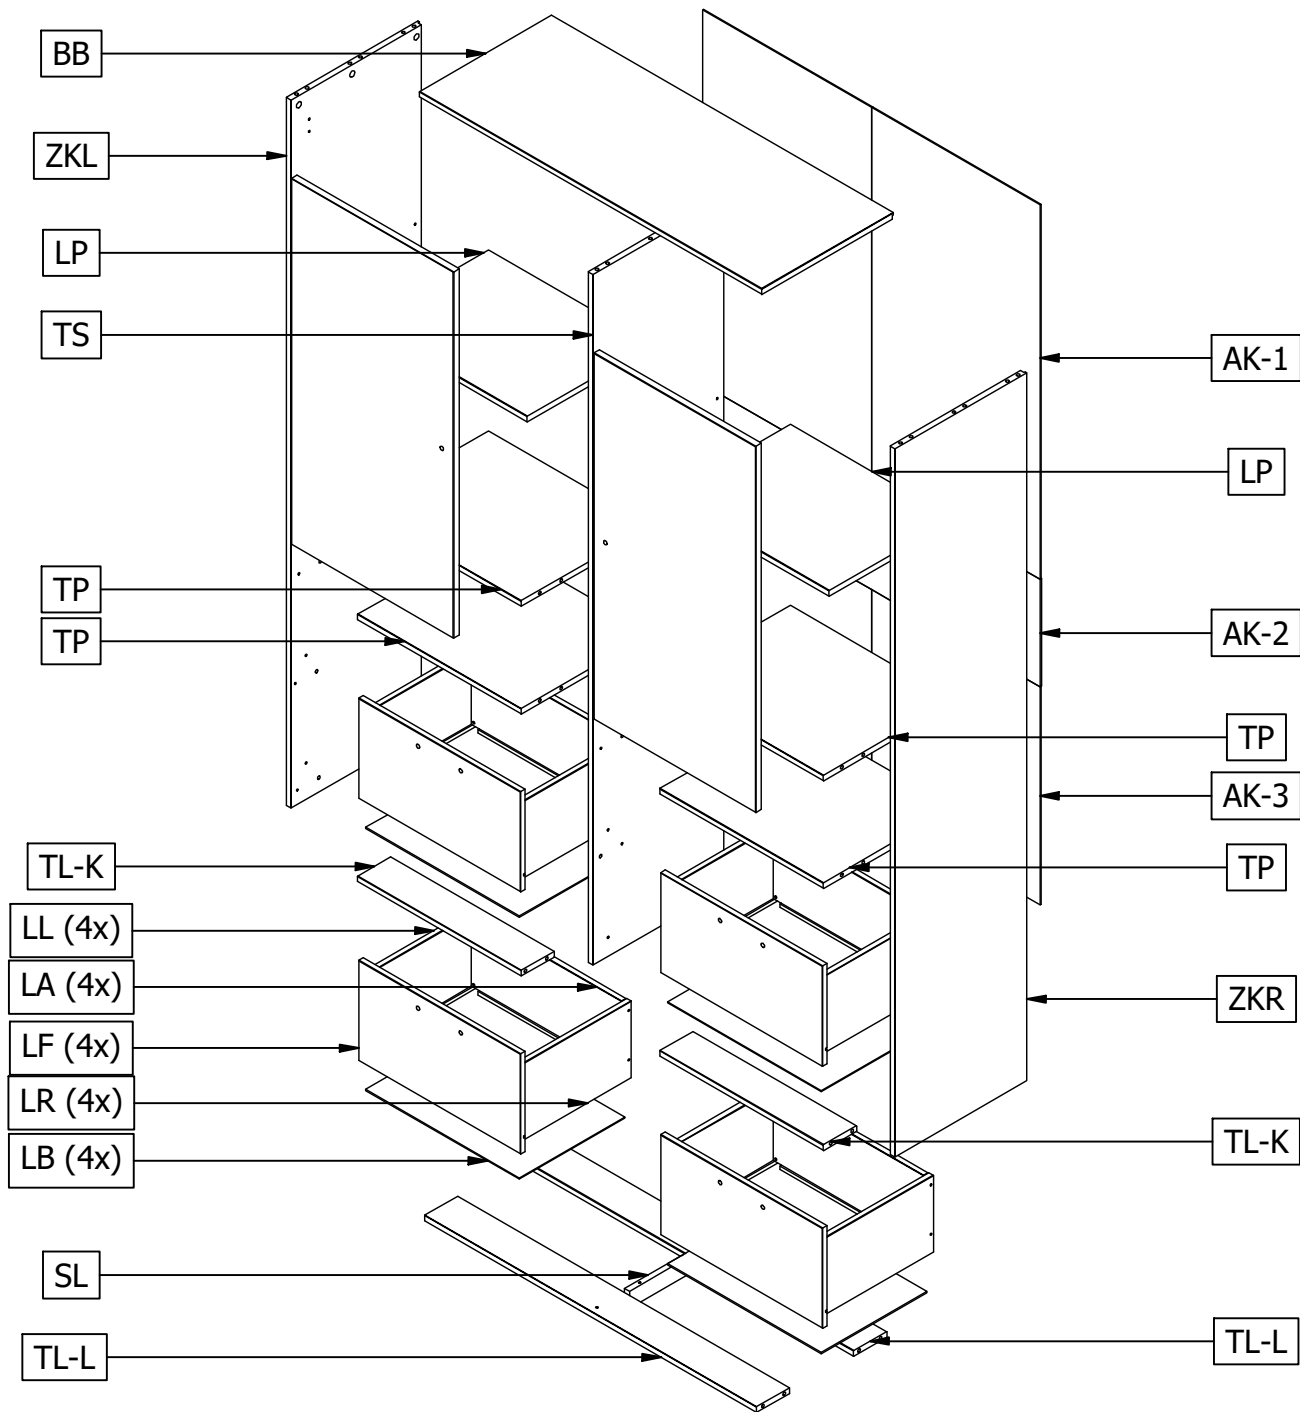 BB
ZKL
LP
TS
AK-1
LP
TP
TP
AK-2
TP
AK-3
TL-K
TP
LL (4x)
LA (4x)
ZKR
LF (4x)
LR (4x)
TL-K
LB (4x)
SL
TL-L
TL-L